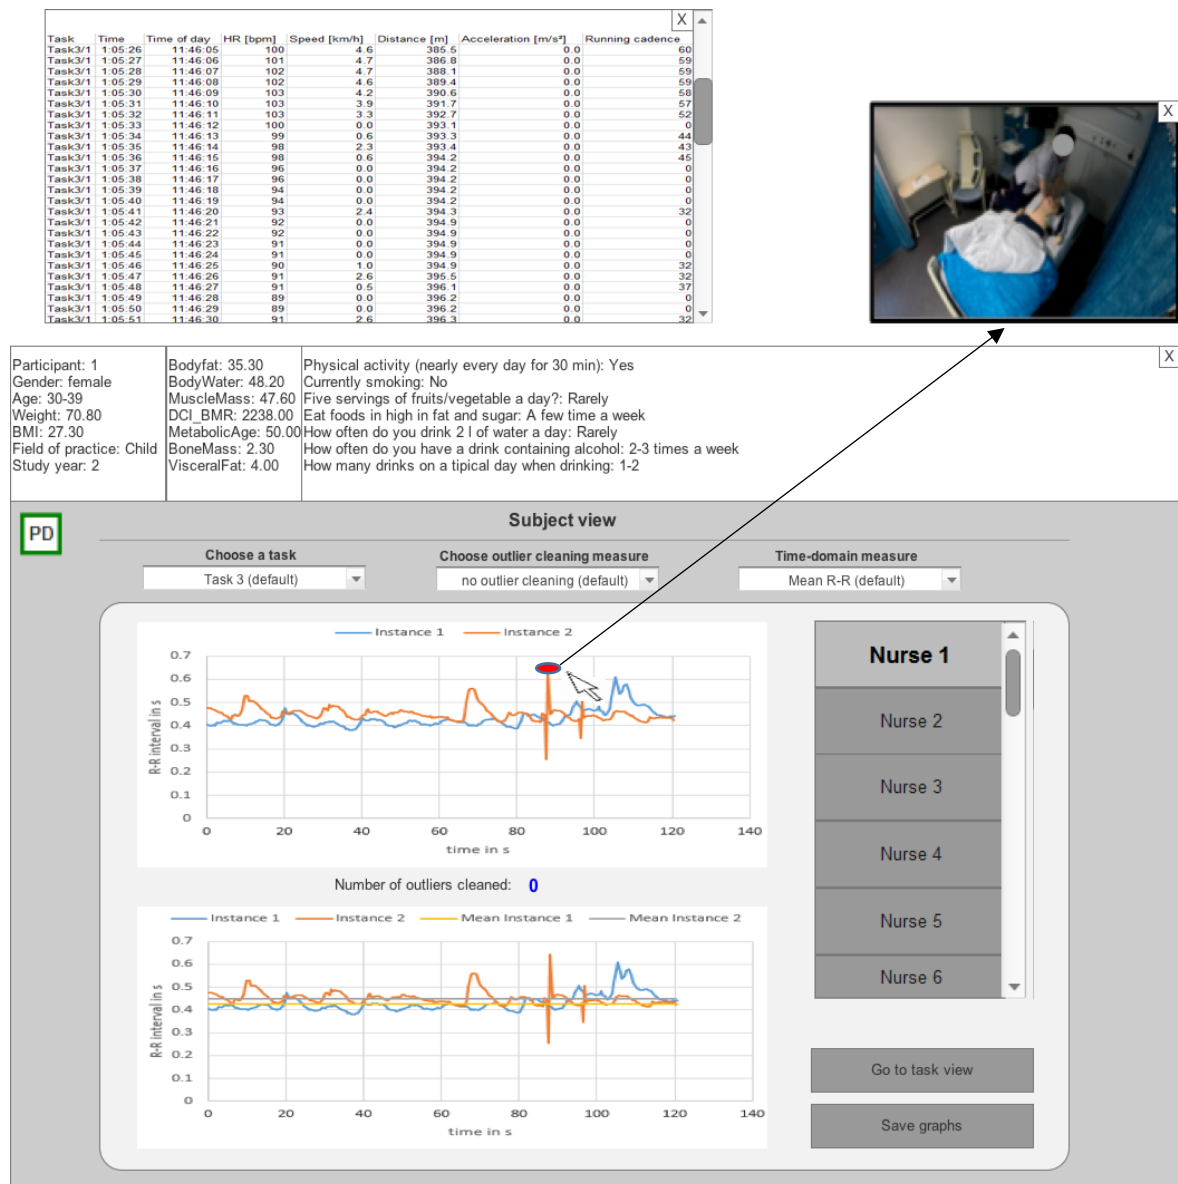 X
Task Time Time of day HR [bpm] Speed [km/h] Distance [m] Acceleration [m/s²] Running cadence
Task3/1 1:05:26 11:46:05 100 4.6 385.5 0.0 60
Task3/1 1:05:27 11:46:06 101 4.7 386.8 0.0 59
Task3/1 1:05:28 11:46:07 102 4.7 388.1 0.0 59
Task3/1 1:05:29 11:46:08 102 4.6 389.4 0.0 59
Task3/1 1:05:30 11:46:09 103 4.2 390.6 0.0 58
Task3/1 1:05:31 11:46:10 103 3.9 391.7 0.0 57
Task3/1 1:05:32 11:46:11 103 3.3 392.7 0.0 52
Task3/1 1:05:33 11:46:12 100 0.0 393.1 0.0 0
Task3/1 1:05:34 11:46:13 99 0.6 393.3 0.0 44
Task3/1 1:05:35 11:46:14 98 2.3 393.4 0.0 43
Task3/1 1:05:36 11:46:15 98 0.6 394.2 0.0 45
Task3/1 1:05:37 11:46:16 96 0.0 394.2 0.0 0
Task3/1 1:05:38 11:46:17 96 0.0 394.2 0.0 0
Task3/1 1:05:39 11:46:18 94 0.0 394.2 0.0 0
Task3/1 1:05:40 11:46:19 94 0.0 394.2 0.0 0
Task3/1 1:05:41 11:46:20 93 2.4 394.3 0.0 32
Task3/1 1:05:42 11:46:21 92 0.0 394.9 0.0 0
Task3/1 1:05:43 11:46:22 92 0.0 394.9 0.0 0
Task3/1 1:05:44 11:46:23 91 0.0 394.9 0.0 0
Task3/1 1:05:45 11:46:24 91 0.0 394.9 0.0 0
Task3/1 1:05:46 11:46:25 90 1.0 394.9 0.0 32
Task3/1 1:05:47 11:46:26 91 2.6 395.5 0.0 32
Task3/1 1:05:48 11:46:27 91 0.5 396.1 0.0 37
Task3/1 1:05:49 11:46:28 89 0.0 396.2 0.0 0
Task3/1 1:05:50 11:46:29 89 0.0 396.2 0.0 0
Task3/1 1:05:51 11:46:30 91 2.6 396.3 0.0 32
X
X
Participant: 1
Gender: female
Age: 30-39
Weight: 70.80
BMI: 27.30
Field of practice: Child
Study year: 2
Bodyfat: 35.30
BodyWater: 48.20
MuscleMass: 47.60
DCI_BMR: 2238.00
MetabolicAge: 50.00
BoneMass: 2.30
VisceralFat: 4.00
Physical activity (nearly every day for 30 min): Yes
Currently smoking: No
Five servings of fruits/vegetable a day?: Rarely
Eat foods in high in fat and sugar: A few time a week
How often do you drink 2 l of water a day: Rarely
How often do you have a drink containing alcohol: 2-3 times a week
How many drinks on a tipical day when drinking: 1-2
PD
Subject view
Choose a task
Task 3 (default)
Choose outlier cleaning measure
no outlier cleaning (default)
Time-domain measure
Mean R-R (default)
Instance 1 Instance 2
R-R interval in s
0.7
0.6
0.5
0.4
0.3
0.2
0.1
0
0 20 40 60 80 100 120 140
time in s
Number of outliers cleaned: 0
Instance 1 Instance 2 Mean Instance 1 Mean Instance 2
R-R interval in s
0.7
0.6
0.5
0.4
0.3
0.2
0.1
0
0 20 40 60 80 100 120 140
time in s
Nurse 1
Nurse 2
Nurse 3
Nurse 4
Nurse 5
Nurse 6
Go to task view
Save graphs